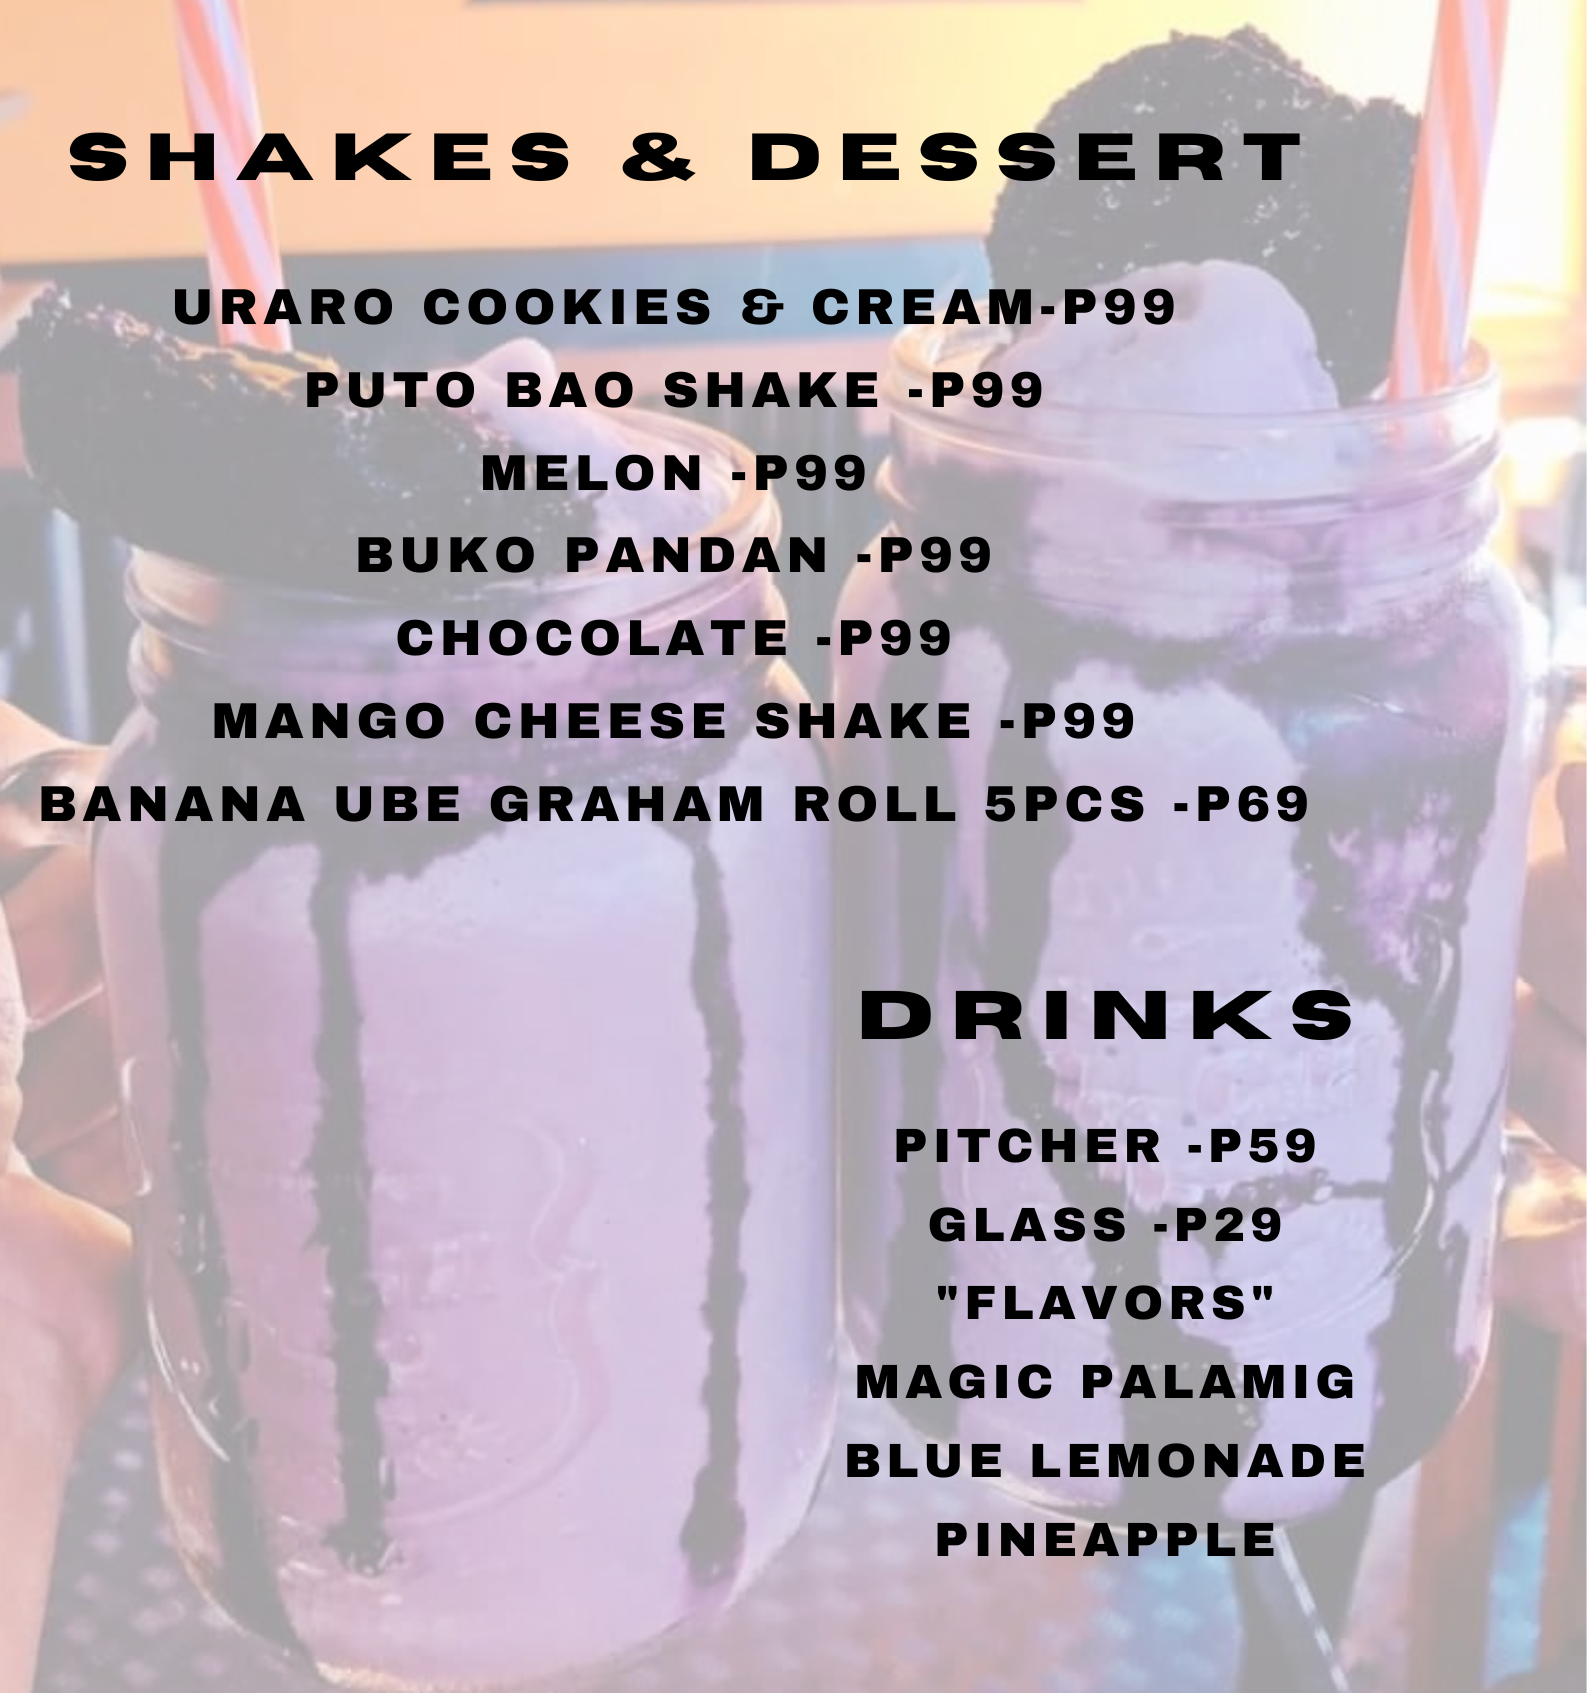 SHAKES & DESSERT
URARO COOKIES & CREAM-P99
PUTO BAO SHAKE -P99
MELON -P99
BUKO PANDAN -P99
CHOCOLATE -P99
MANGO CHEESE SHAKE -P99
BANANA UBE GRAHAM ROLL 5PCS -P69
DRINKS
PITCHER -P59
GLASS -P29
"FLAVORS"
MAGIC PALAMIG
BLUE LEMONADE
PINEAPPLE